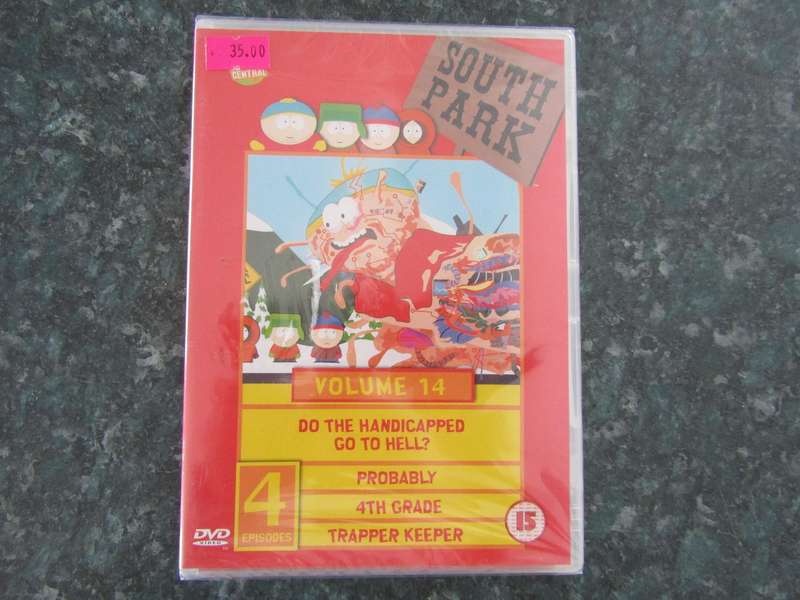 35.00
CENTRAL
SOUTH
PARK
VOLUME 14
DO THE HANDICAPPED
GO TO HELL?
PROBABLY
4TH GRADE
TRAPPER KEEPER
4
EPISODES
DVD
VIDEO
15